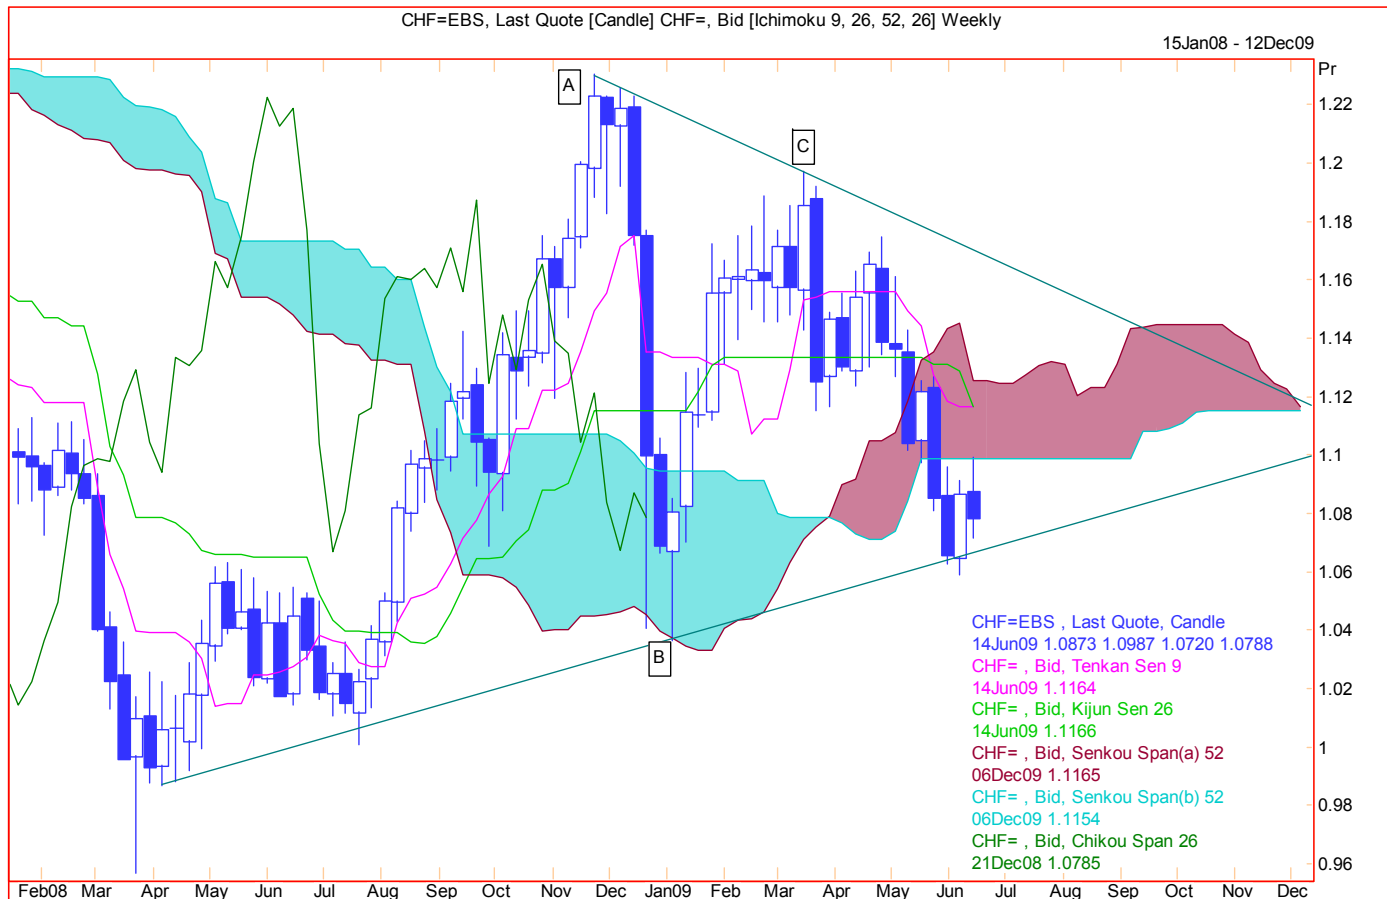 CHF=EBS, Last Quote [Candle] CHF=, Bid [Ichimoku 9, 26, 52, 26] Weekly
15Jan08 - 12Dec09
Pr
A
1.22
C
1.2
1.18
1.16
1.14
1.12
1.1
1.08
1.06
1.04
B
1.02
1
0.98
0.96
CHF=EBS , Last Quote, Candle
14Jun09 1.0873 1.0987 1.0720 1.0788
CHF= , Bid, Tenkan Sen 9
14Jun09 1.1164
CHF= , Bid, Kijun Sen 26
14Jun09 1.1166
CHF= , Bid, Senkou Span(a) 52
06Dec09 1.1165
CHF= , Bid, Senkou Span(b) 52
06Dec09 1.1154
CHF= , Bid, Chikou Span 26
21Dec08 1.0785
Feb08 Mar Apr May Jun Jul Aug Sep Oct Nov Dec Jan09 Feb Mar Apr May Jun Jul Aug Sep Oct Nov Dec